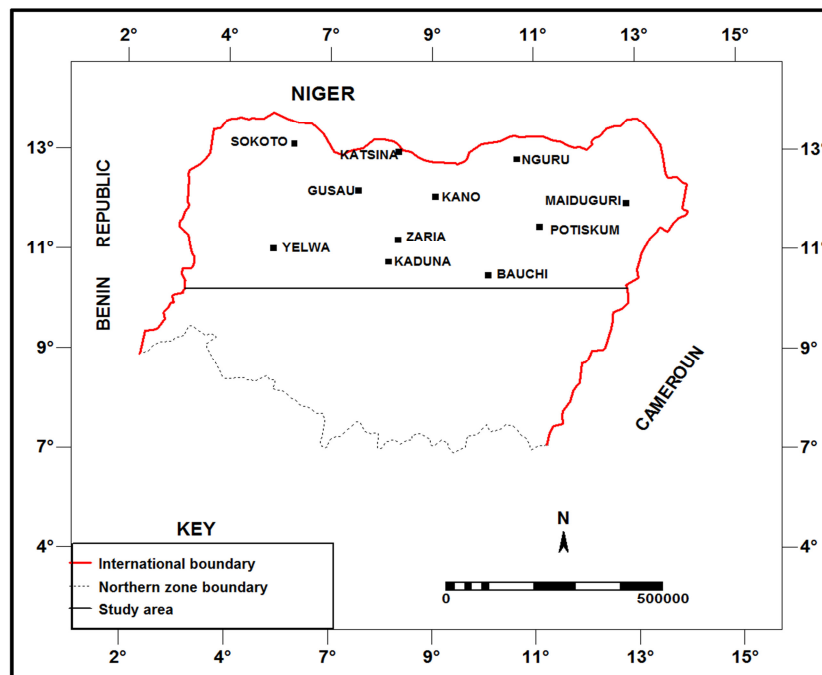 2° 4° 7° 9° 11° 13° 15°
NIGER
13° SOKOTO KATSINA NGURU 13°
GUSAU KANO MAIDUGURI
BENIN REPUBLIC
11° YELWA ZARIA POTISKUM 11°
KADUNA
BAUCHI
9° 9°
CAMEROUN
7° 7°
KEY
N
4° 4°
International boundary
Northern zone boundary
Study area
0 500000
2° 4° 7° 9° 11° 13° 15°